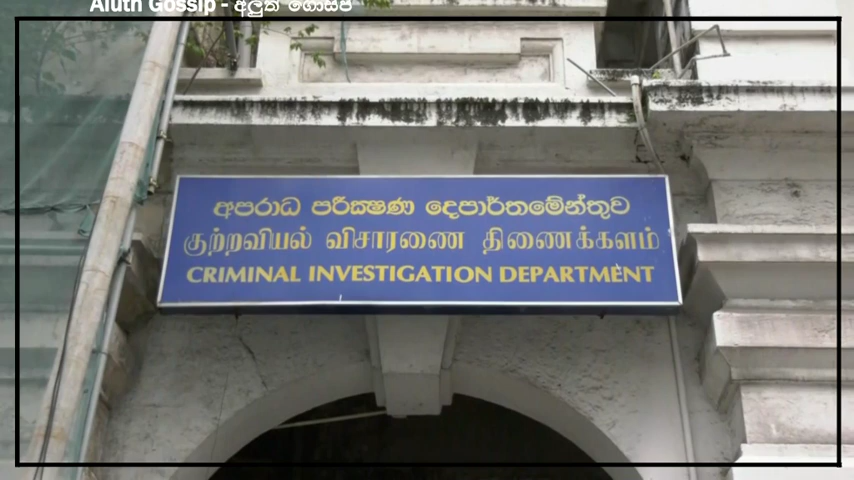 Aluth Gossip - අලුත් ගොසිප්
අපරාධ පරීක්ෂණ දෙපාර්තමේන්තුව
குற்றவியல் விசாரணை திணைக்களம்
CRIMINAL INVESTIGATION DEPARTMENT